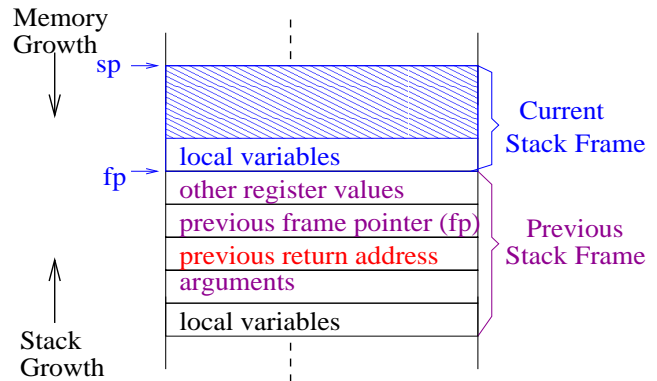 Memory
Growth
sp
Current
Stack Frame
local variables
fp
other register values
previous frame pointer (fp)
previous return address
Previous
Stack Frame
arguments
local variables
Stack
Growth